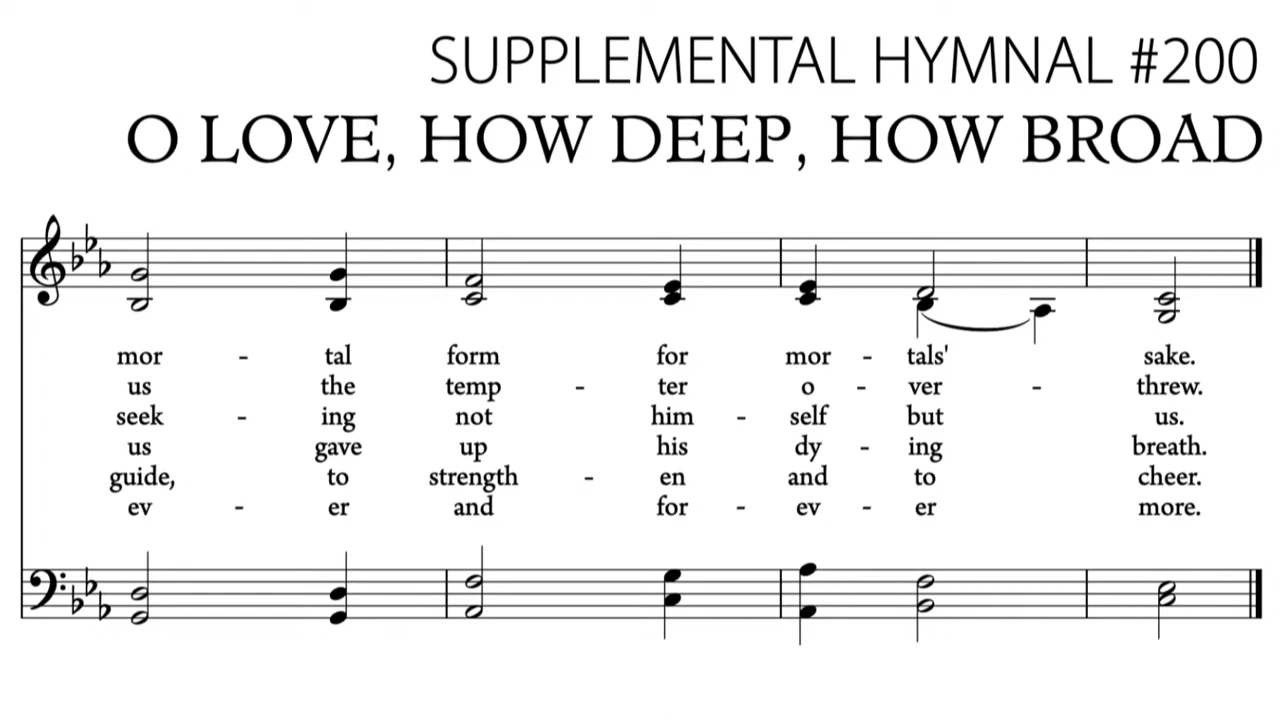 SUPPLEMENTAL HYMNAL #200
O LOVE, HOW DEEP, HOW BROAD
mor - tal form for mor - tals' sake.
us the temp - ter o - ver - threw.
seek - ing not him - self but us.
us gave up his dy - ing breath.
guide, to strength - en and to cheer.
ev - er and for - ev - er more.